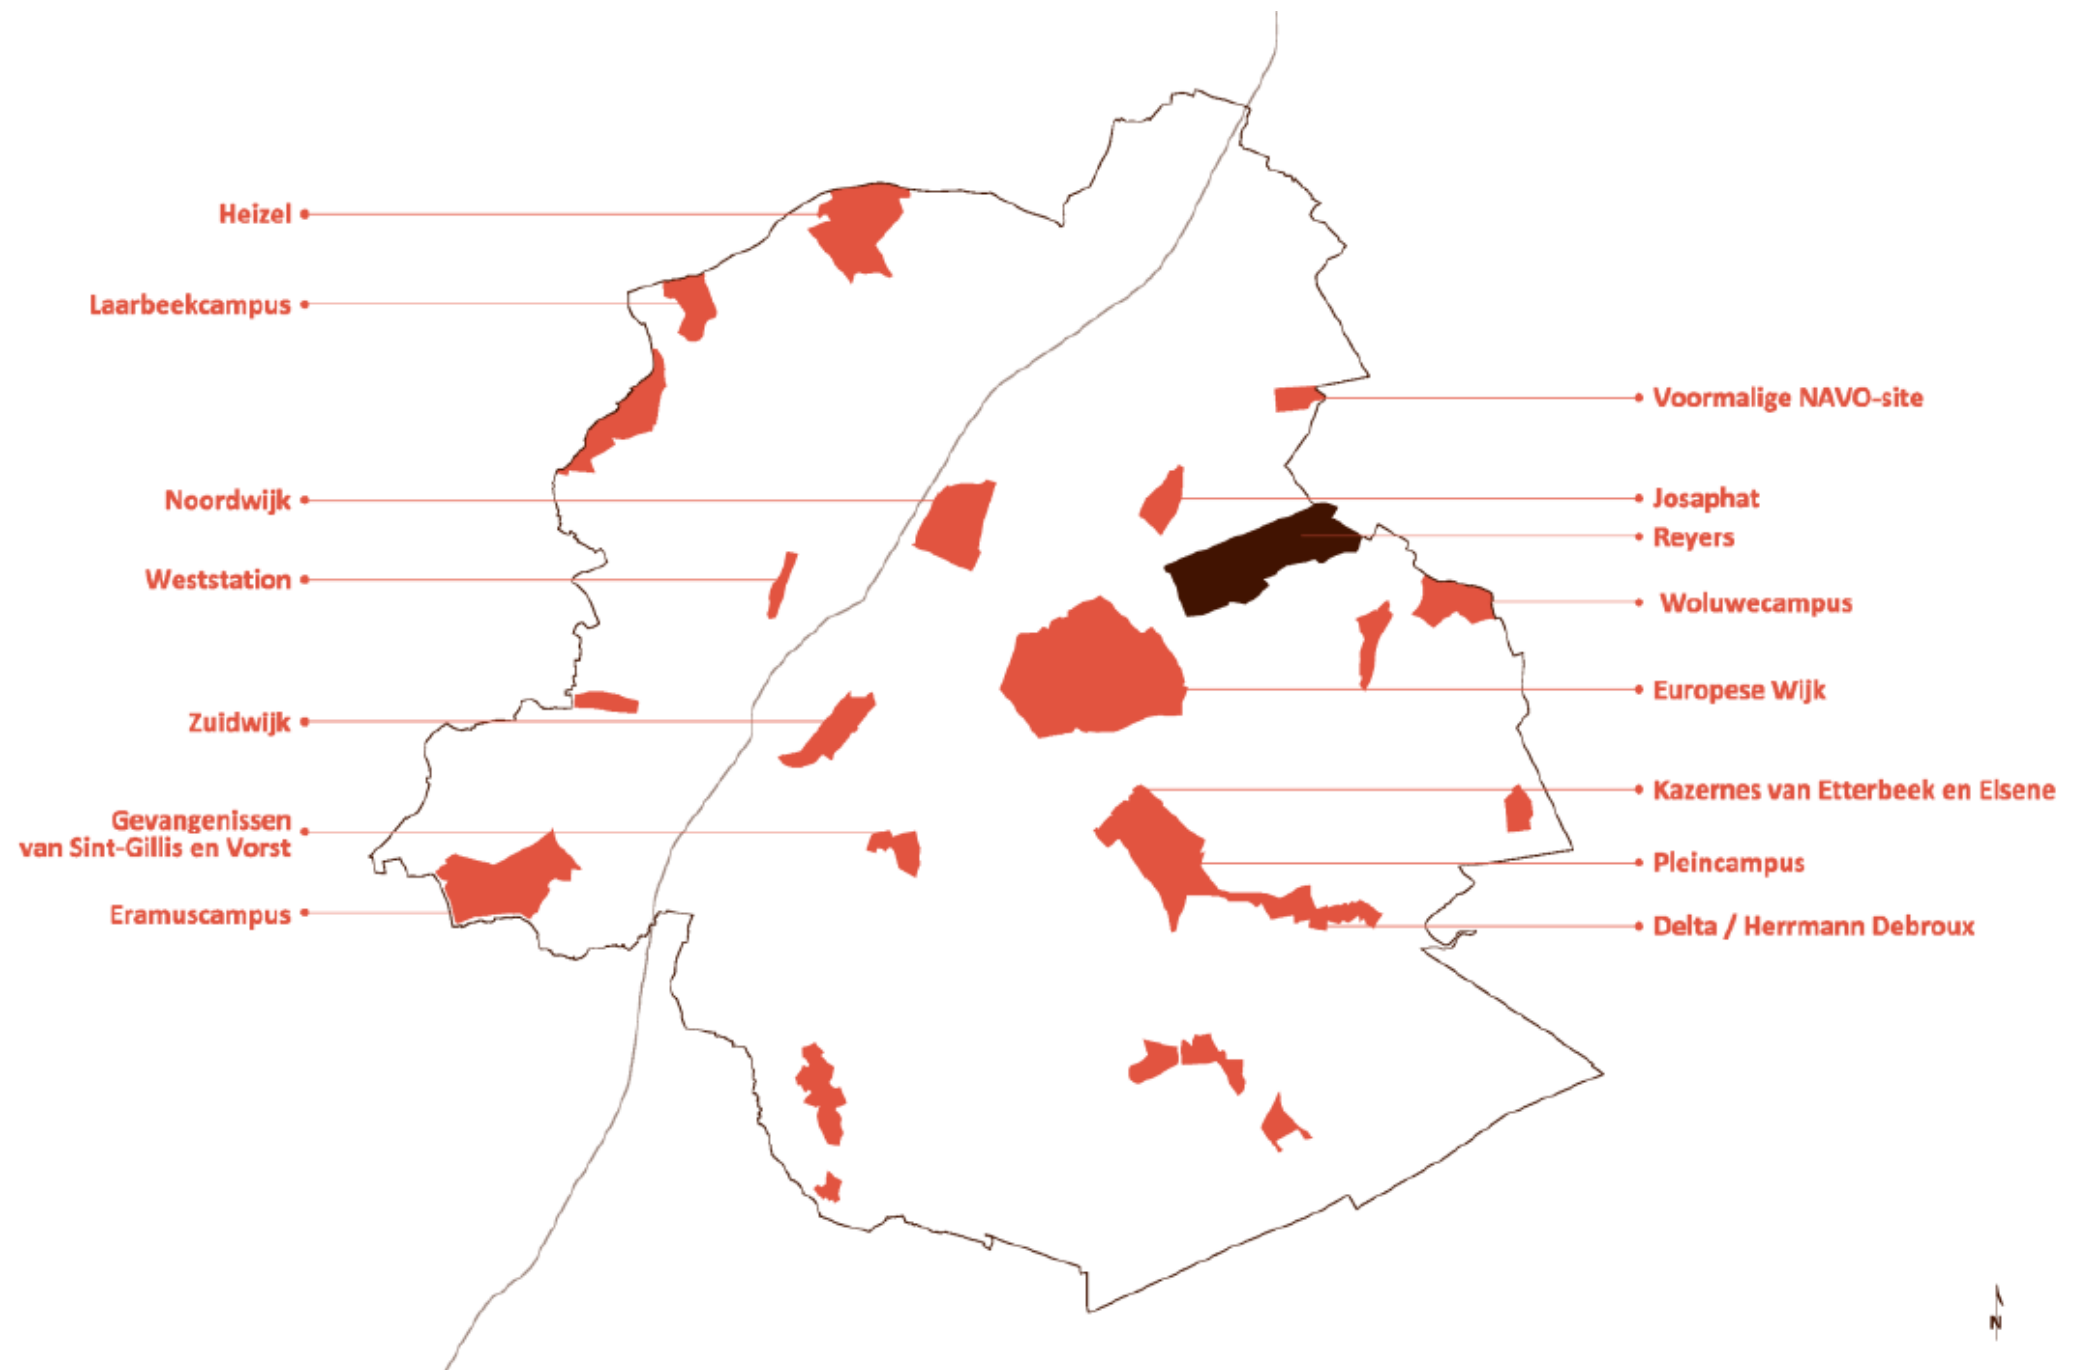 Heizel
Laarbeekcampus
Noordwijk
Weststation
Zuidwijk
Gevangenissen
van Sint-Gillis en Vorst
Eramuscampus
Voormalige NAVO-site
Josaphat
Reyers
Woluwecampus
Europese Wijk
Kazernes van Etterbeek en Elsene
Pleincampus
Delta / Herrmann Debroux
N